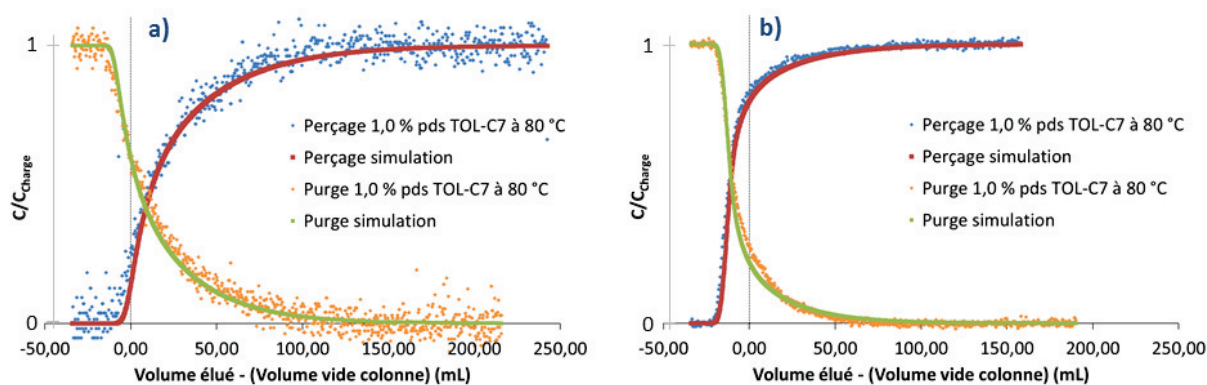 a)
1
0
C/C_Charge
Perçage 1,0 % pds TOL-C7 à 80 °C
Perçage simulation
Purge 1,0 % pds TOL-C7 à 80 °C
Purge simulation
-50,00 0,00 50,00 100,00 150,00 200,00 250,00
Volume élué - (Volume vide colonne) (mL)
b)
1
0
C/C_Charge
Perçage 1,0 % pds TOL-C7 à 80 °C
Perçage simulation
Purge 1,0 % pds TOL-C7 à 80 °C
Purge simulation
-50,00 0,00 50,00 100,00 150,00 200,00 250,00
Volume élué - (Volume vide colonne) (mL)